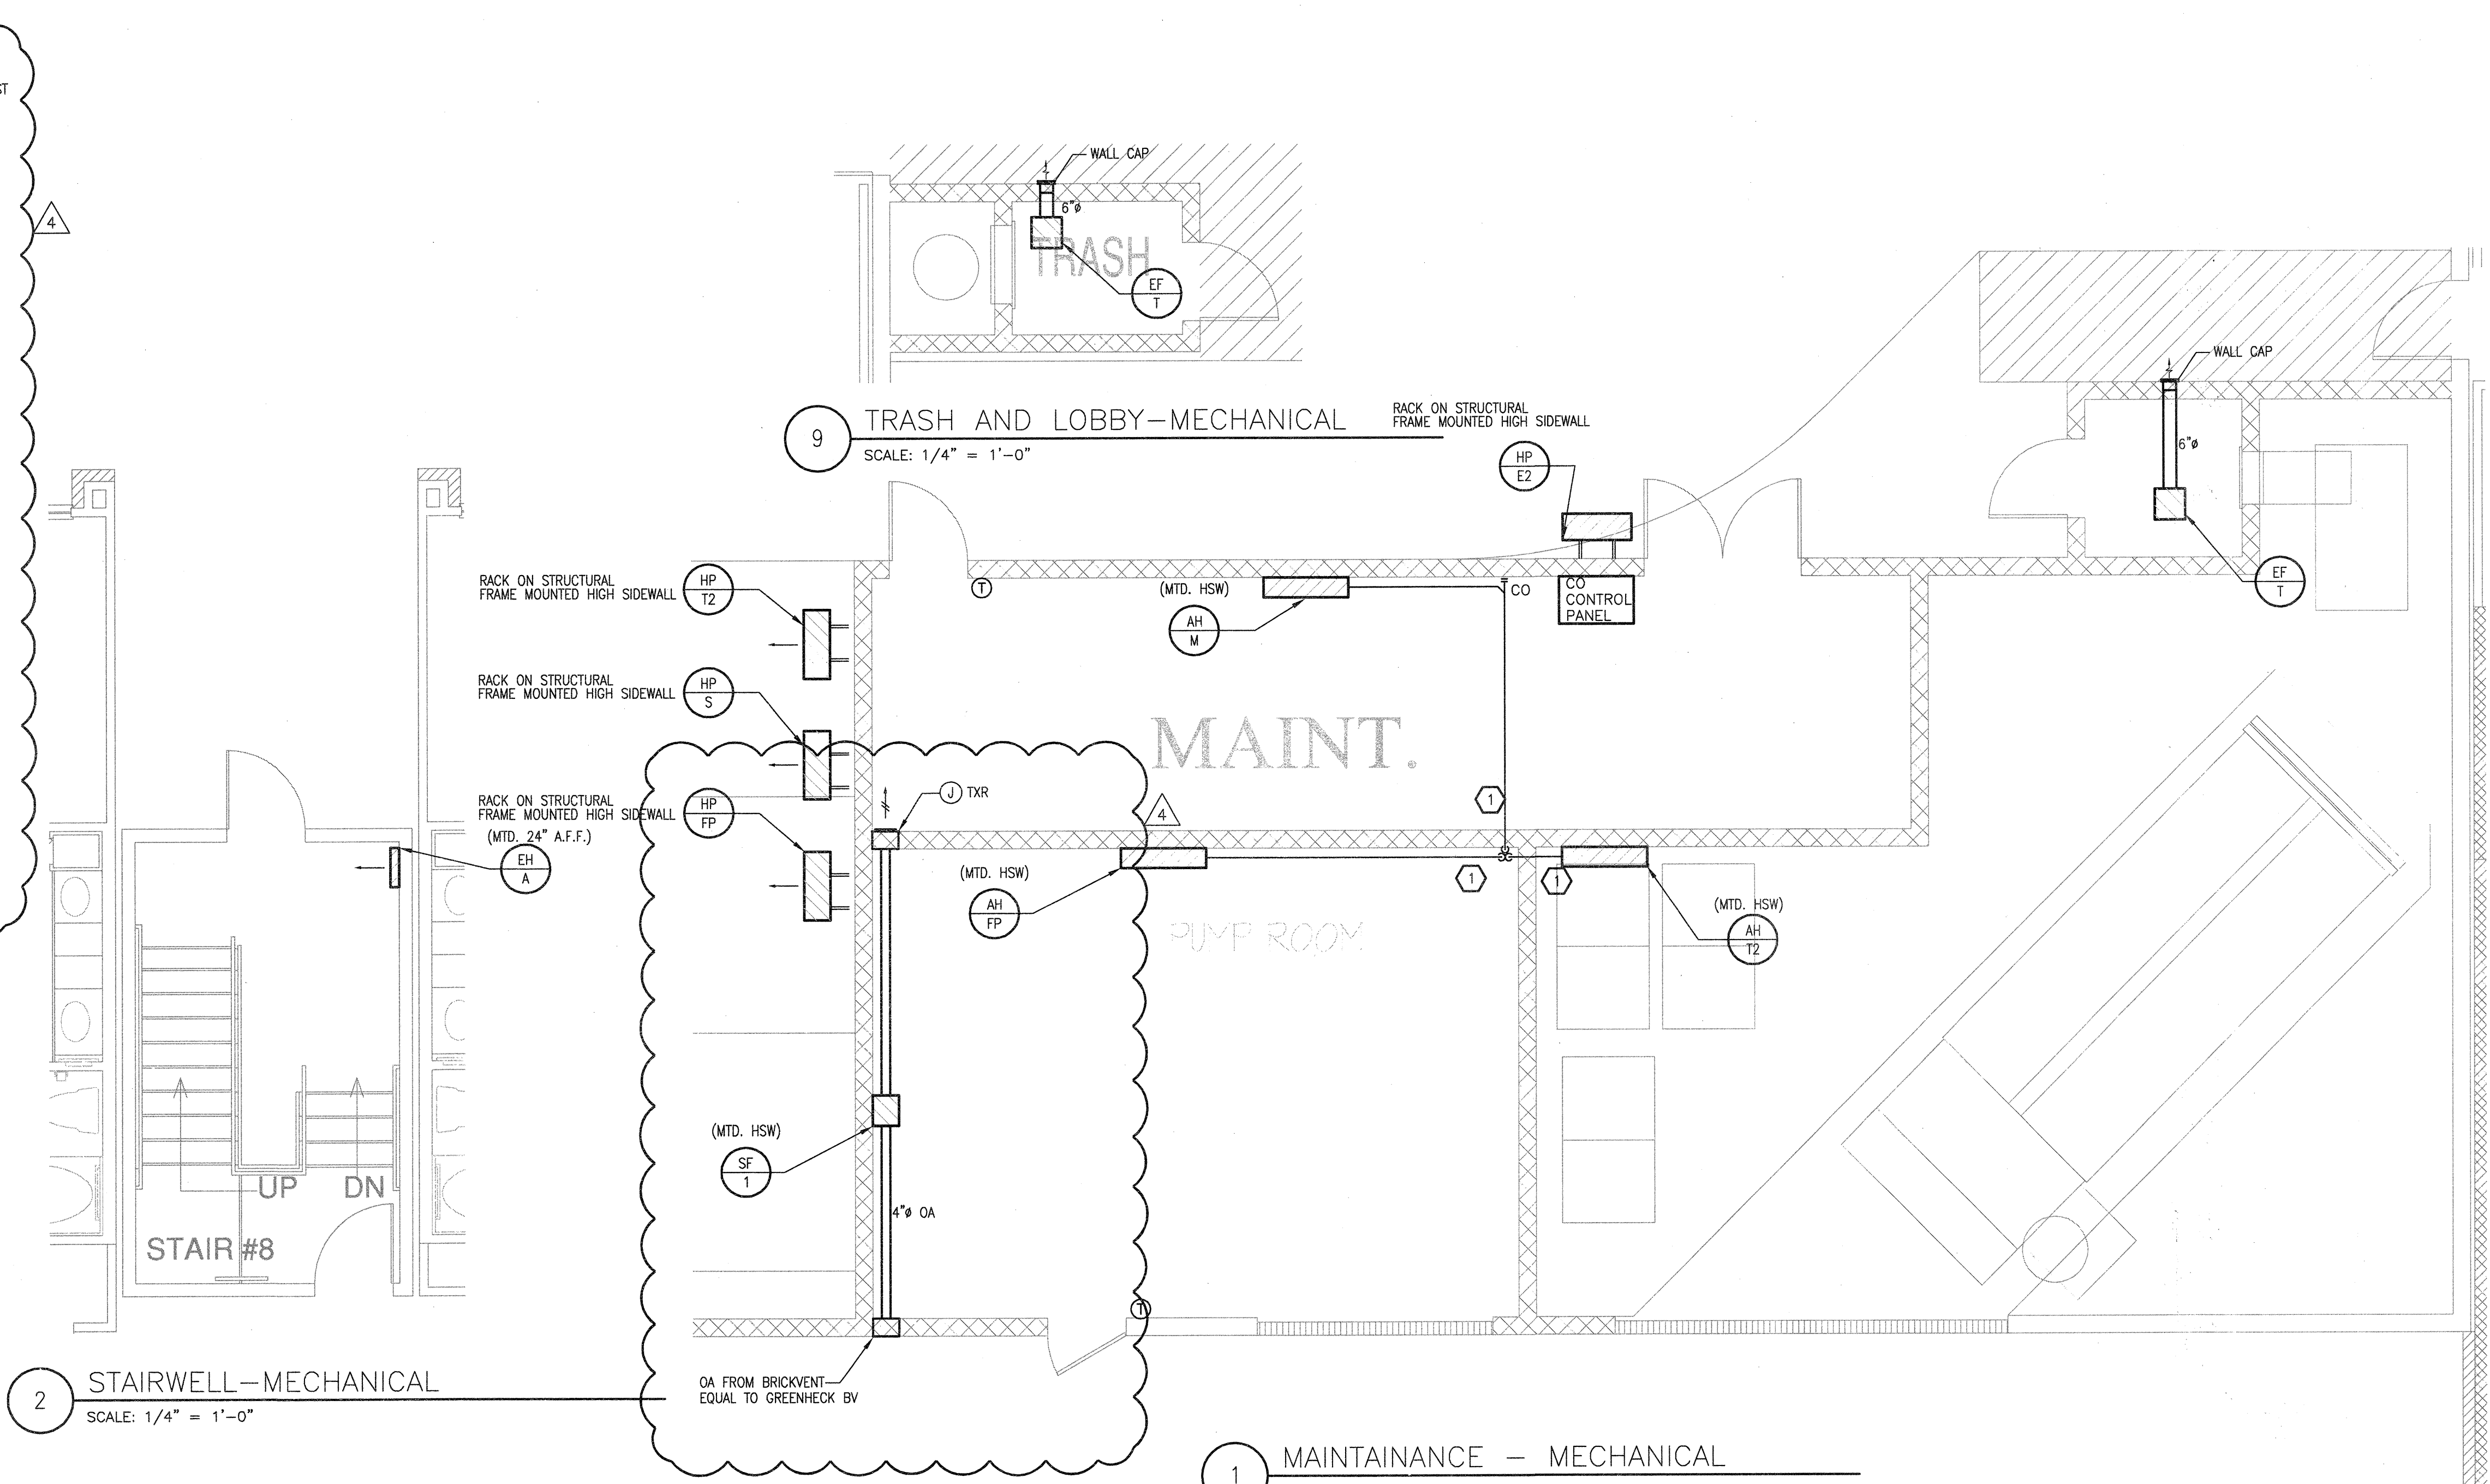 ST
4
WALL CAP
6"ø
TRASH
EF
T
9
TRASH AND LOBBY-MECHANICAL
SCALE: 1/4" = 1'-0"
RACK ON STRUCTURAL
FRAME MOUNTED HIGH SIDEWALL
HP
E2
WALL CAP
6"ø
EF
T
RACK ON STRUCTURAL
FRAME MOUNTED HIGH SIDEWALL
HP
T2
T
(MTD. HSW)
AH
M
CO
CO
CONTROL
PANEL
RACK ON STRUCTURAL
FRAME MOUNTED HIGH SIDEWALL
HP
S
MAINT.
J TXR
RACK ON STRUCTURAL
FRAME MOUNTED HIGH SIDEWALL
HP
FP
4
1
(MTD. 24" A.F.F.)
EH
A
(MTD. HSW)
AH
FP
1
1
PUMP ROOM
(MTD. HSW)
AH
T2
(MTD. HSW)
SF
1
4"ø OA
UP
DN
STAIR #8
T
OA FROM BRICKVENT
EQUAL TO GREENHECK BV
2
STAIRWELL-MECHANICAL
SCALE: 1/4" = 1'-0"
1
MAINTAINANCE - MECHANICAL